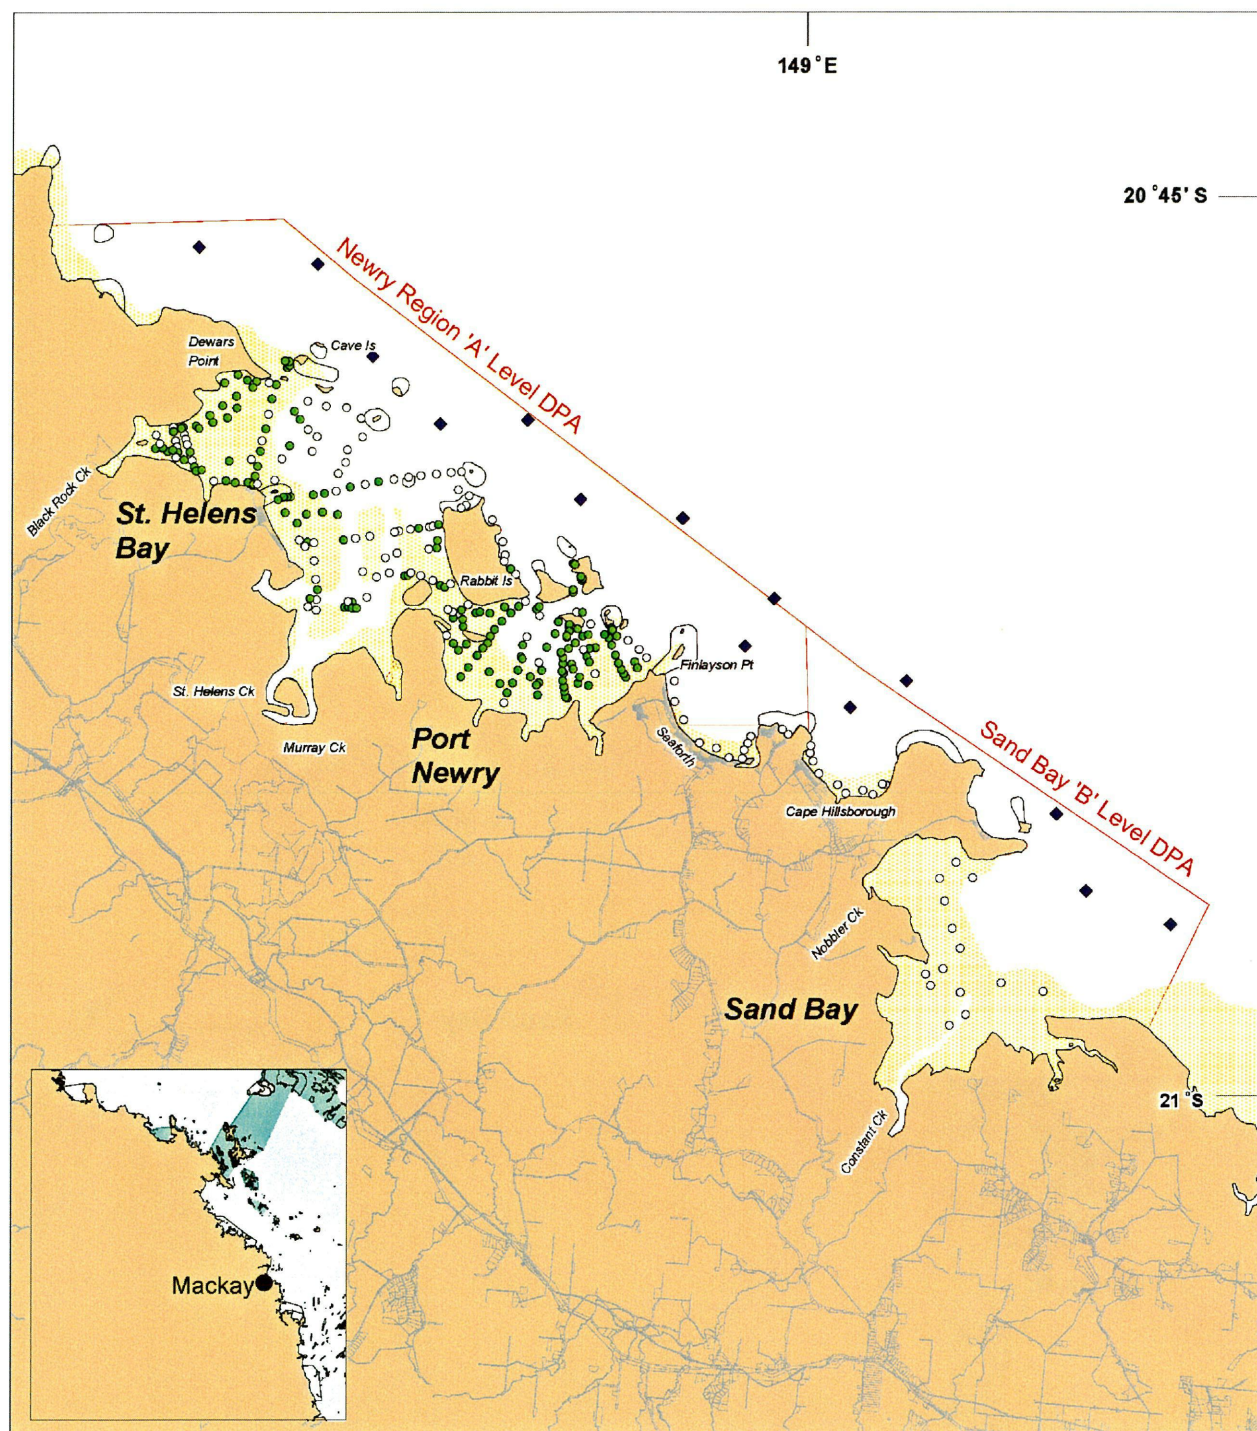 149°E
20°45' S
Newry Region 'A' Level DPA
Dewars
Point
Cave Is
Black Rock Ck
St. Helens
Bay
Rabbit Is
Finlayson Pt
St. Helens Ck
Murray Ck
Port
Newry
Seaforth
Sand Bay 'B' Level DPA
Cape Hillsborough
Nobbler Ck
Sand Bay
21°S
Constant Ck
Mackay